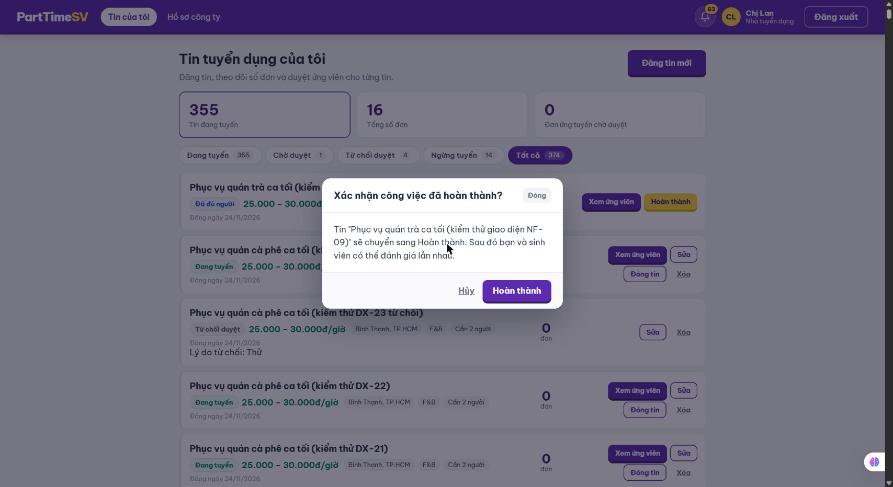 PartTimeSV
Tin của tôi
Hồ sơ công ty
63
CL
Chị Lan
Nhà tuyển dụng
Đăng xuất
Tin tuyển dụng của tôi
Đăng tin, theo dõi số đơn và duyệt ứng viên cho từng tin.
Đăng tin mới
355
Tin đang tuyển
16
Tổng số đơn
0
Đơn ứng tuyển chờ duyệt
Đang tuyển 355
Chờ duyệt 1
Từ chối duyệt 4
Ngừng tuyển 14
Tất cả 374
Phục vụ quán trà ca tối (kiểm
Đã đủ người 25.000 – 30.000đ/giờ
Đăng ngày 24/11/2026
Xem ứng viên
Hoàn thành
Xác nhận công việc đã hoàn thành?
Đóng
Tin "Phục vụ quán trà ca tối (kiểm thử giao diện NF-
09)" sẽ chuyển sang Hoàn thành. Sau đó bạn và sinh
viên có thể đánh giá lẫn nhau.
Hủy
Hoàn thành
Phục vụ quán cà phê ca tối
Đang tuyển 25.000 – 30.000
Đăng ngày 24/11/2026
Xem ứng viên
Sửa
Đóng tin
Xóa
Phục vụ quán cà phê ca tối (kiểm thử DX-23 từ chối)
Từ chối duyệt 25.000 – 30.000đ/giờ Bình Thạnh, TP.HCM F&B Cần 2 người
Đăng ngày 24/11/2026
Lý do từ chối: Thử
0
đơn
Sửa
Xóa
Phục vụ quán cà phê ca tối (kiểm thử DX-22)
Đang tuyển 25.000 – 30.000đ/giờ Bình Thạnh, TP.HCM F&B Cần 2 người
Đăng ngày 24/11/2026
0
đơn
Xem ứng viên
Sửa
Đóng tin
Xóa
Phục vụ quán cà phê ca tối (kiểm thử DX-21)
Đang tuyển 25.000 – 30.000đ/giờ Bình Thạnh, TP.HCM F&B Cần 2 người
Đăng ngày 24/11/2026
0
đơn
Xem ứng viên
Sửa
Đóng tin
Xóa